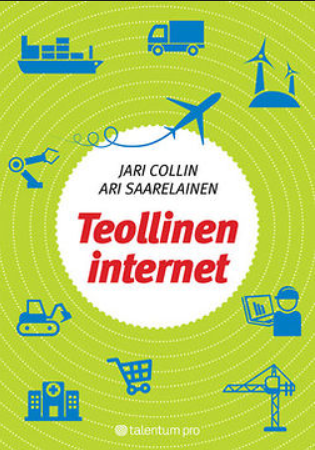 JARI COLLIN
ARI SAARELAINEN
Teollinen
internet
talentum pro